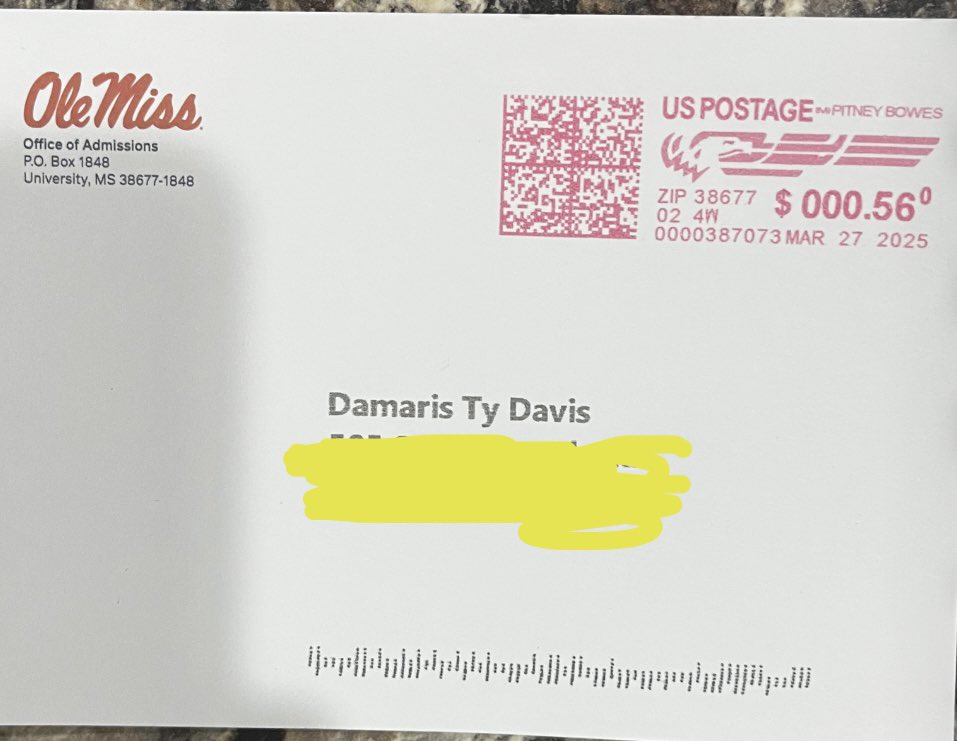 Ole Miss
Office of Admissions
P.O. Box 1848
University, MS 38677-1848
US POSTAGE PITNEY BOWES
ZIP 38677 $ 000.56⁰
02 4W
0000387073 MAR 27 2025
Damaris Ty Davis